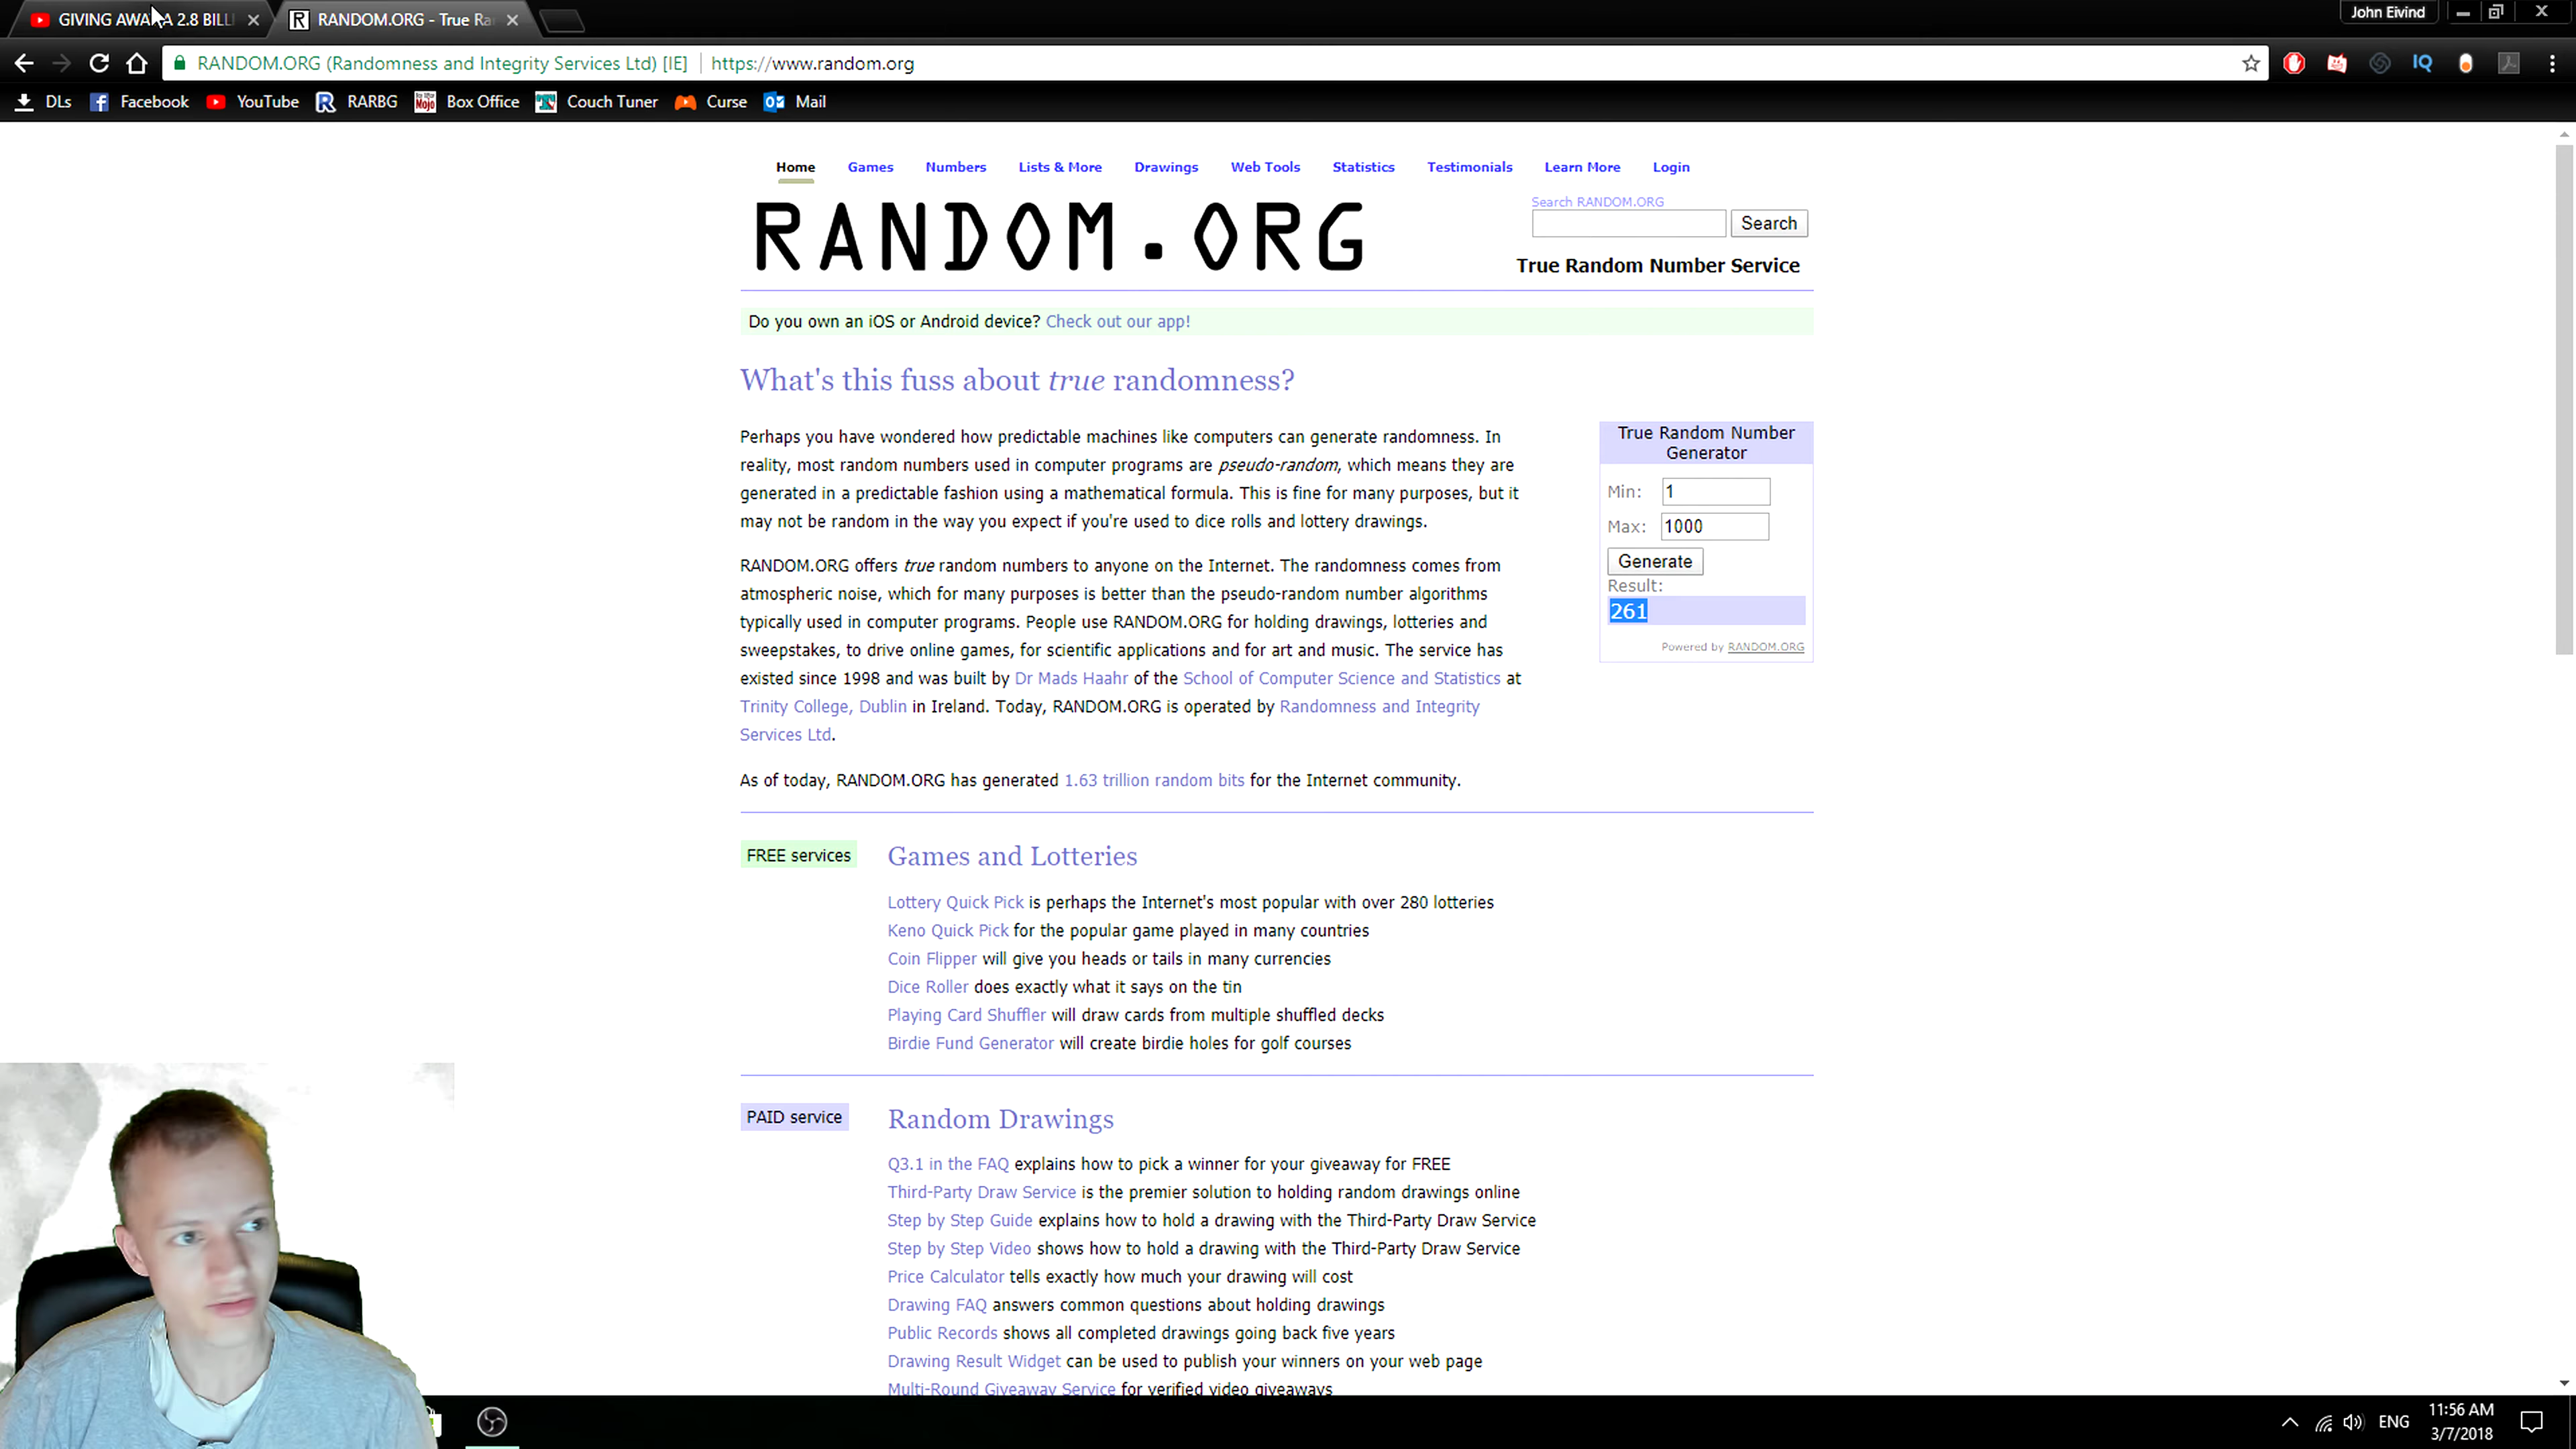 GIVING AWA A 2.8 BILL
RANDOM.ORG - True Ra
John Eivind
RANDOM.ORG (Randomness and Integrity Services Ltd) [IE] https://www.random.org
IQ
DLs Facebook YouTube RARBG Box Office Couch Tuner Curse Mail
Home Games Numbers Lists & More Drawings Web Tools Statistics Testimonials Learn More Login
RANDOM.ORG
Search RANDOM.ORG
Search
True Random Number Service
Do you own an iOS or Android device? Check out our app!
What's this fuss about true randomness?
Perhaps you have wondered how predictable machines like computers can generate randomness. In
reality, most random numbers used in computer programs are pseudo-random, which means they are
generated in a predictable fashion using a mathematical formula. This is fine for many purposes, but it
may not be random in the way you expect if you're used to dice rolls and lottery drawings.
RANDOM.ORG offers true random numbers to anyone on the Internet. The randomness comes from
atmospheric noise, which for many purposes is better than the pseudo-random number algorithms
typically used in computer programs. People use RANDOM.ORG for holding drawings, lotteries and
sweepstakes, to drive online games, for scientific applications and for art and music. The service has
existed since 1998 and was built by Dr Mads Haahr of the School of Computer Science and Statistics at
Trinity College, Dublin in Ireland. Today, RANDOM.ORG is operated by Randomness and Integrity
Services Ltd.
As of today, RANDOM.ORG has generated 1.63 trillion random bits for the Internet community.
True Random Number
Generator
Min: 1
Max: 1000
Generate
Result:
261
Powered by RANDOM.ORG
FREE services
Games and Lotteries
Lottery Quick Pick is perhaps the Internet's most popular with over 280 lotteries
Keno Quick Pick for the popular game played in many countries
Coin Flipper will give you heads or tails in many currencies
Dice Roller does exactly what it says on the tin
Playing Card Shuffler will draw cards from multiple shuffled decks
Birdie Fund Generator will create birdie holes for golf courses
PAID service
Random Drawings
Q3.1 in the FAQ explains how to pick a winner for your giveaway for FREE
Third-Party Draw Service is the premier solution to holding random drawings online
Step by Step Guide explains how to hold a drawing with the Third-Party Draw Service
Step by Step Video shows how to hold a drawing with the Third-Party Draw Service
Price Calculator tells exactly how much your drawing will cost
Drawing FAQ answers common questions about holding drawings
Public Records shows all completed drawings going back five years
Drawing Result Widget can be used to publish your winners on your web page
Multi-Round Giveaway Service for verified video giveaways
ENG
11:56 AM
3/7/2018